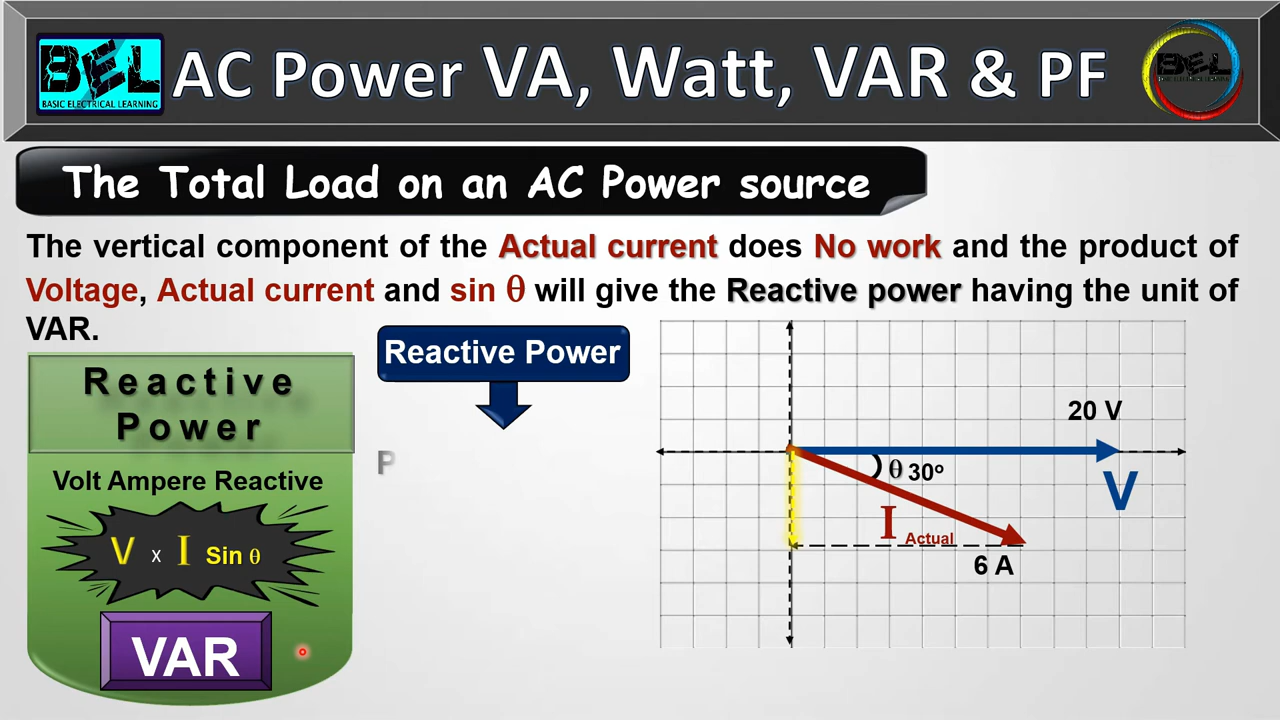 BEL
BASIC ELECTRICAL LEARNING
AC Power VA, Watt, VAR & PF
BEL
The Total Load on an AC Power source
The vertical component of the Actual current does No work and the product of
Voltage, Actual current and sin θ will give the Reactive power having the unit of
VAR.
Reactive
Power
Volt Ampere Reactive
V x I Sin θ
VAR
Reactive Power
P
20 V
θ 30º
V
I Actual
6 A